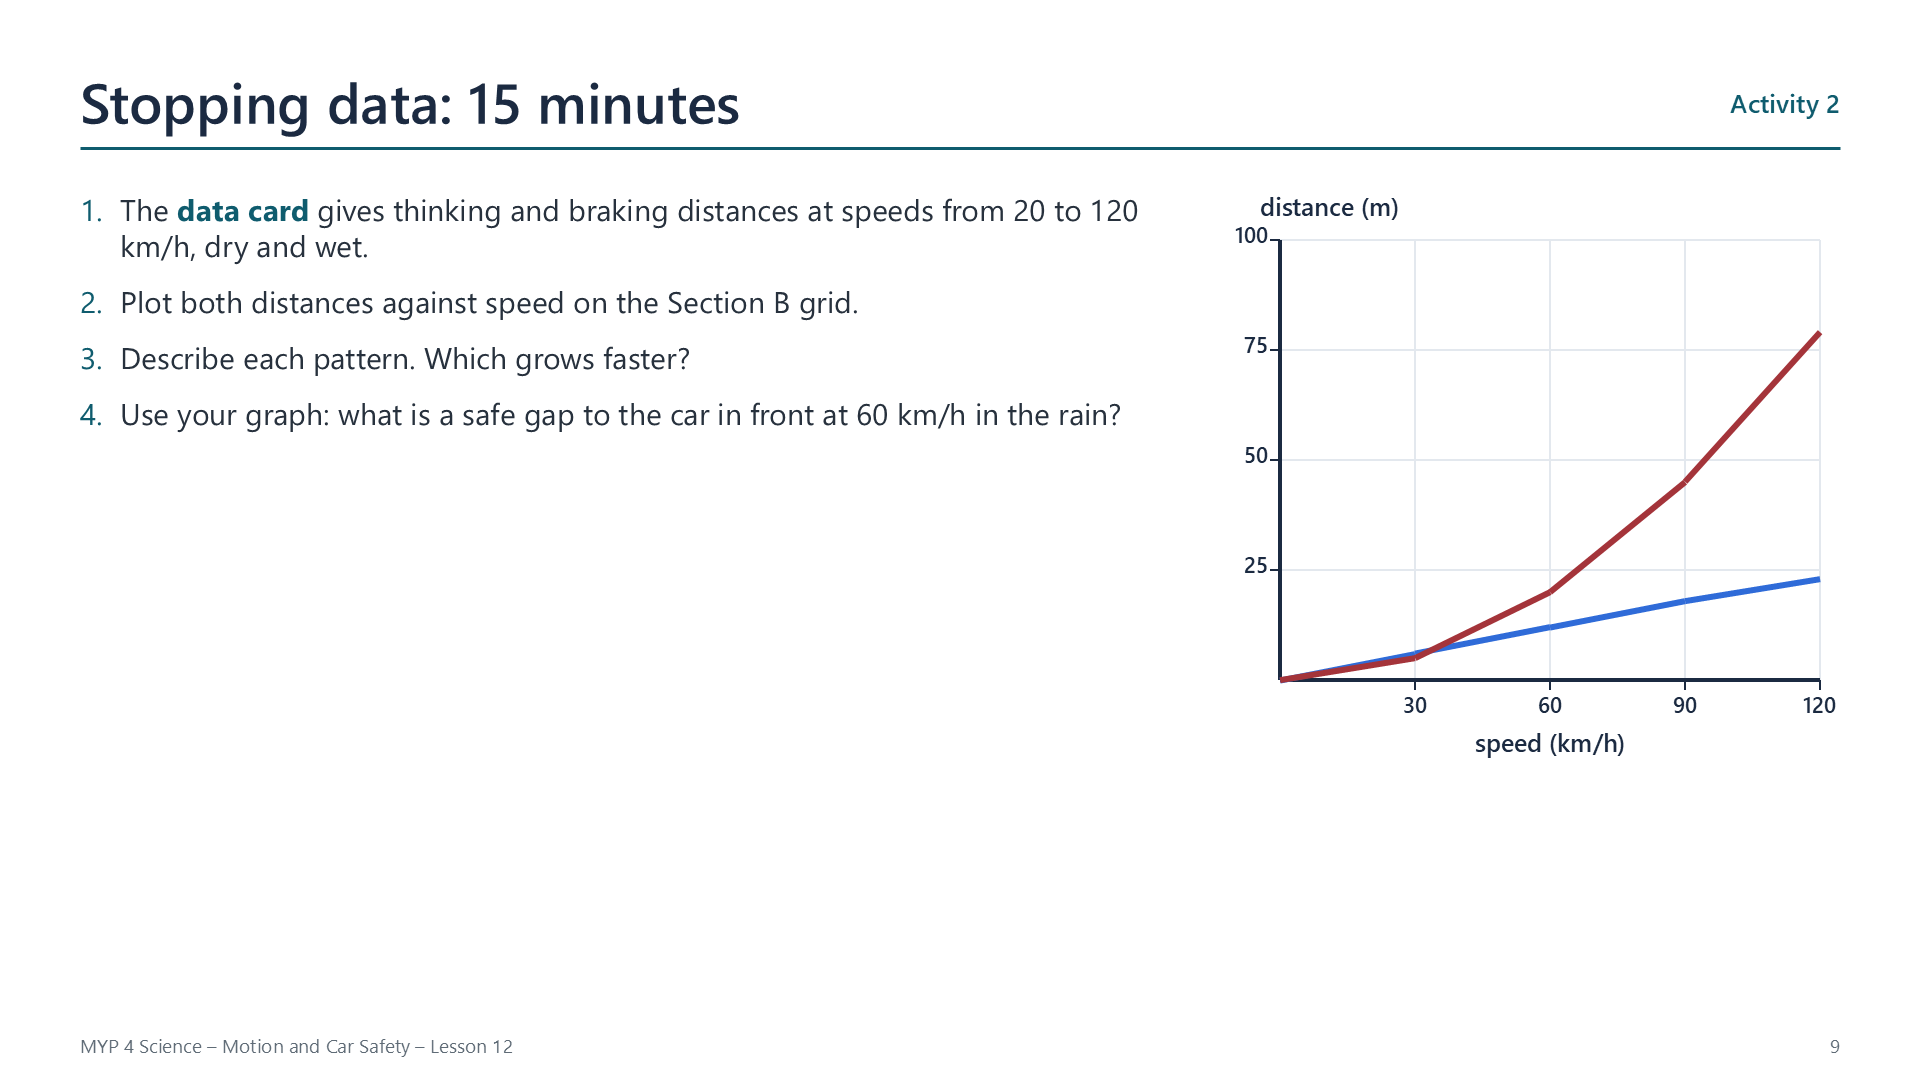 Stopping data: 15 minutes
Activity 2
1. The data card gives thinking and braking distances at speeds from 20 to 120
km/h, dry and wet.
2. Plot both distances against speed on the Section B grid.
3. Describe each pattern. Which grows faster?
4. Use your graph: what is a safe gap to the car in front at 60 km/h in the rain?
distance (m)
100
75
50
25
30 60 90 120
speed (km/h)
MYP 4 Science – Motion and Car Safety – Lesson 12
9